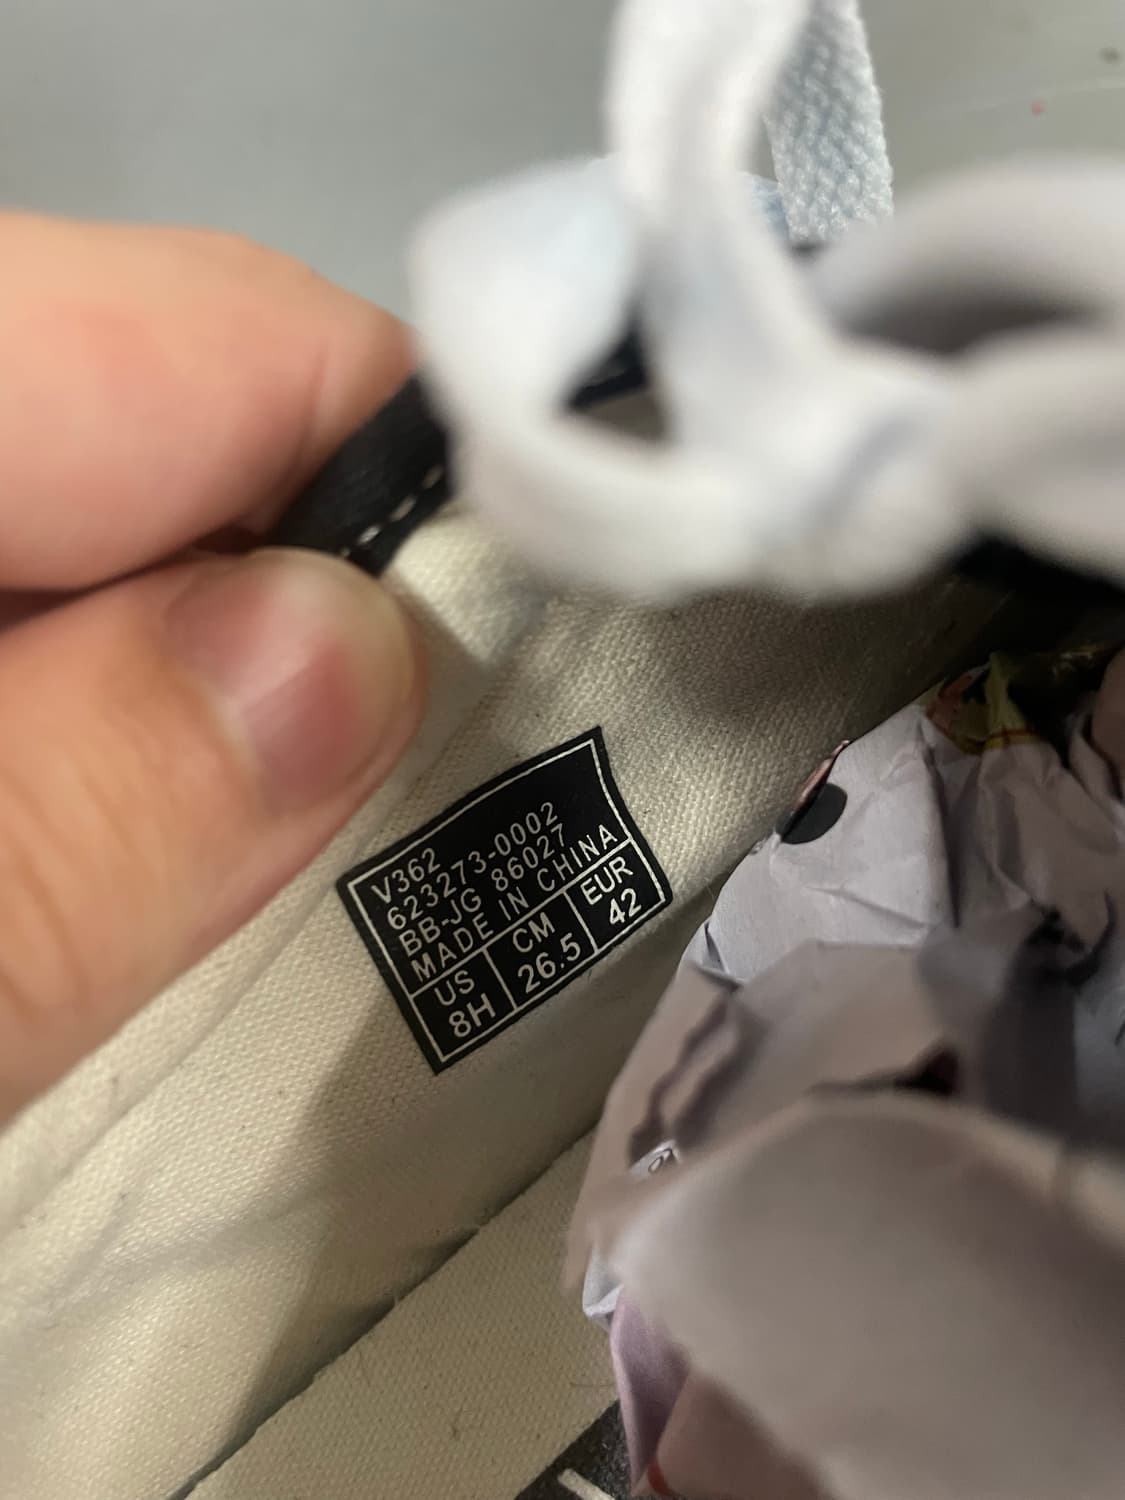 V362
623273-0002
BB-JG 86027
MADE IN CHINA
US CM EUR
8H 26.5 42